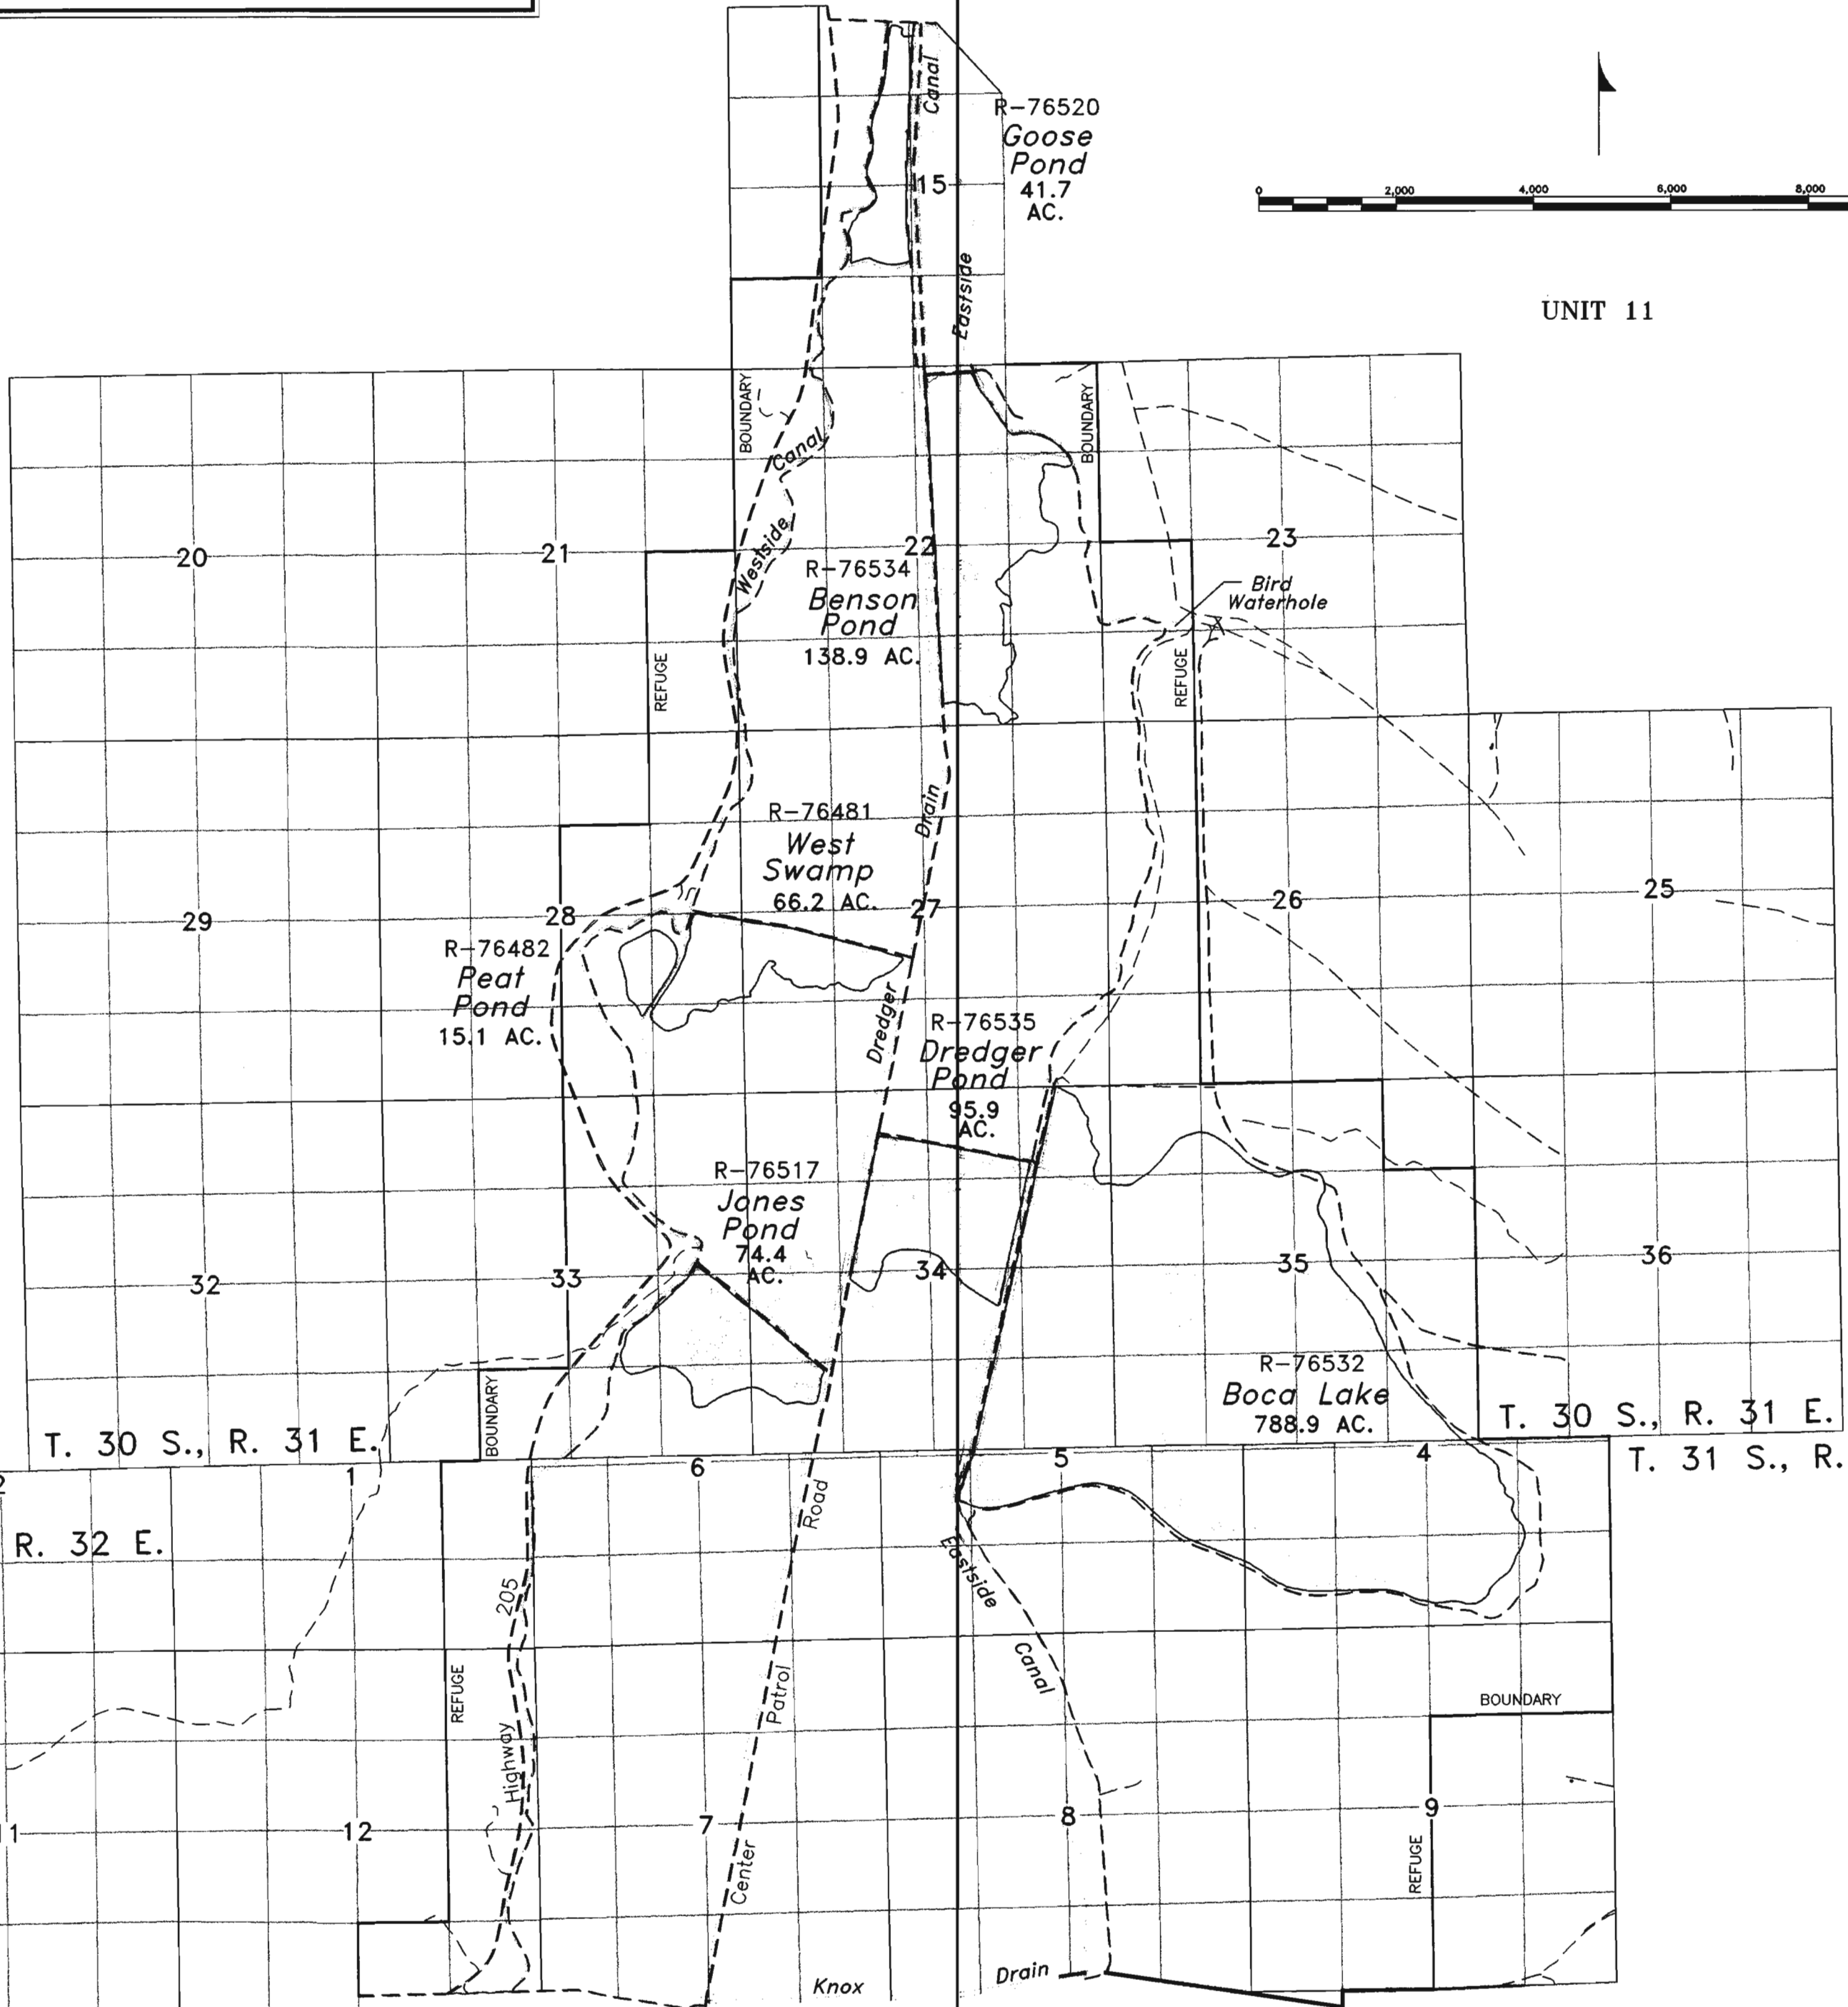 Canal
R-76520
Goose
Pond
41.7
AC.
15
0 2,000 4,000 6,000 8,000
Eastside
UNIT 11
BOUNDARY
BOUNDARY
Canal
Westside
20
21
22
23
R-76534
Benson
Pond
138.9 AC.
Bird
Waterhole
REFUGE
REFUGE
Drain
R-76481
West
Swamp
66.2 AC.
29
28
27
26
25
R-76482
Peat
Pond
15.1 AC.
Dredger
R-76535
Dredger
Pond
95.9
AC.
R-76517
Jones
Pond
74.4
AC.
32
33
34
35
36
R-76532
Boca Lake
788.9 AC.
BOUNDARY
T. 30 S., R. 31 E.
T. 30 S., R. 31 E.
T. 31 S., R.
1
6
5
4
R. 32 E.
Road
Eastside
205
Canal
Patrol
REFUGE
BOUNDARY
Highway
11
12
7
8
9
Center
REFUGE
Knox
Drain